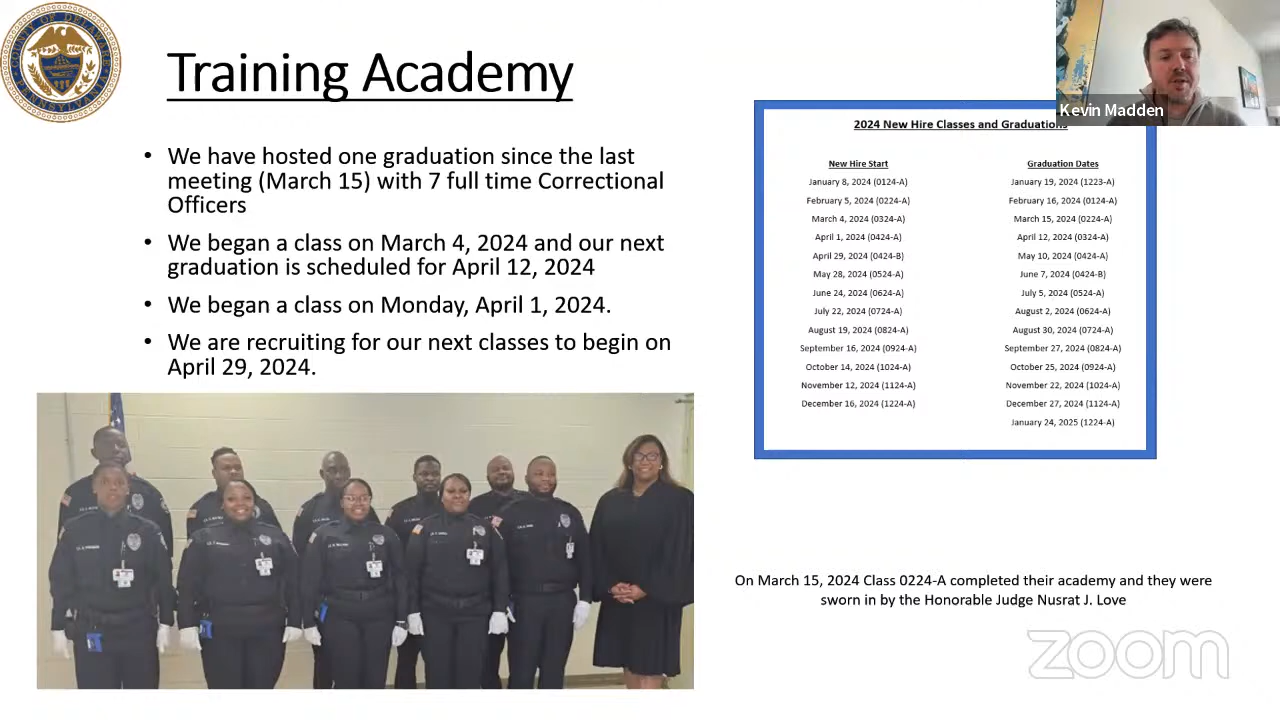 COUNTY OF DELAWARE
PENNSYLVANIA
Training Academy
• We have hosted one graduation since the last
meeting (March 15) with 7 full time Correctional
Officers
• We began a class on March 4, 2024 and our next
graduation is scheduled for April 12, 2024
• We began a class on Monday, April 1, 2024.
• We are recruiting for our next classes to begin on
April 29, 2024.
Kevin Madden
2024 New Hire Classes and Graduations
New Hire Start Graduation Dates
January 8, 2024 (0124-A) January 19, 2024 (1223-A)
February 5, 2024 (0224-A) February 16, 2024 (0124-A)
March 4, 2024 (0324-A) March 15, 2024 (0224-A)
April 1, 2024 (0424-A) April 12, 2024 (0324-A)
April 29, 2024 (0424-B) May 10, 2024 (0424-A)
May 28, 2024 (0524-A) June 7, 2024 (0424-B)
June 24, 2024 (0624-A) July 5, 2024 (0524-A)
July 22, 2024 (0724-A) August 2, 2024 (0624-A)
August 19, 2024 (0824-A) August 30, 2024 (0724-A)
September 16, 2024 (0924-A) September 27, 2024 (0824-A)
October 14, 2024 (1024-A) October 25, 2024 (0924-A)
November 12, 2024 (1124-A) November 22, 2024 (1024-A)
December 16, 2024 (1224-A) December 27, 2024 (1124-A)
January 24, 2025 (1224-A)
On March 15, 2024 Class 0224-A completed their academy and they were
sworn in by the Honorable Judge Nusrat J. Love
zoom